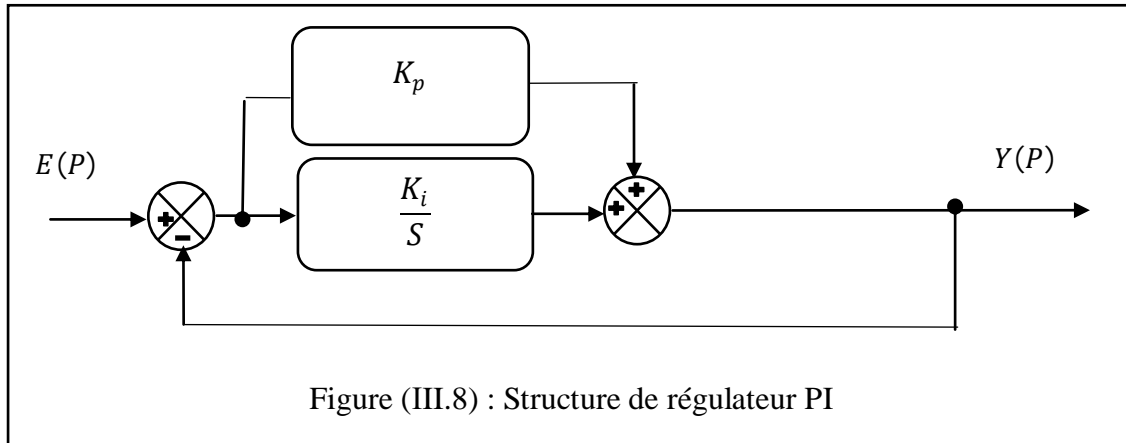 K_p
E(P)
Y(P)
K_i
S
Figure (III.8) : Structure de régulateur PI